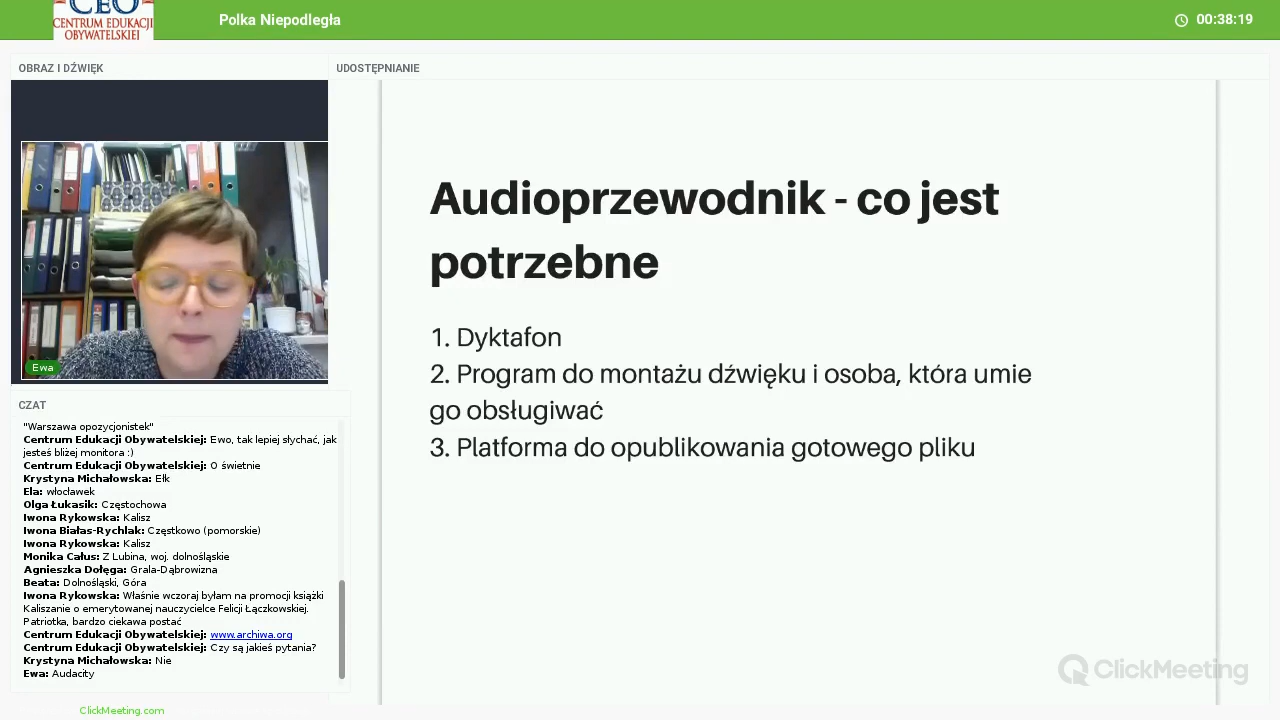 CEO
CENTRUM EDUKACJI
OBYWATELSKIEJ
Polka Niepodległa
00:38:19
OBRAZ I DŹWIĘK
UDOSTĘPNIANIE
Ewa
Audioprzewodnik - co jest
potrzebne
1. Dyktafon
2. Program do montażu dźwięku i osoba, która umie
go obsługiwać
3. Platforma do opublikowania gotowego pliku
CZAT
"Warszawa opozycjonistek"
Centrum Edukacji Obywatelskiej: Ewo, tak lepiej słychać, jak
jesteś bliżej monitora :)
Centrum Edukacji Obywatelskiej: O świetnie
Krystyna Michałowska: Ełk
Ela: włocławek
Olga Łukasik: Częstochowa
Iwona Rykowska: Kalisz
Iwona Białas-Rychlak: Częstkowo (pomorskie)
Iwona Rykowska: Kalisz
Monika Całus: Z Lubina, woj. dolnośląskie
Agnieszka Dołęga: Grala-Dąbrowizna
Beata: Dolnośląski, Góra
Iwona Rykowska: Właśnie wczoraj byłam na promocji książki
Kaliszanie o emerytowanej nauczycielce Felicji Łączkowskiej.
Patriotka, bardzo ciekawa postać
Centrum Edukacji Obywatelskiej: www.archiwa.org
Centrum Edukacji Obywatelskiej: Czy są jakieś pytania?
Krystyna Michałowska: Nie
Ewa: Audacity
ClickMeeting
ClickMeeting.com